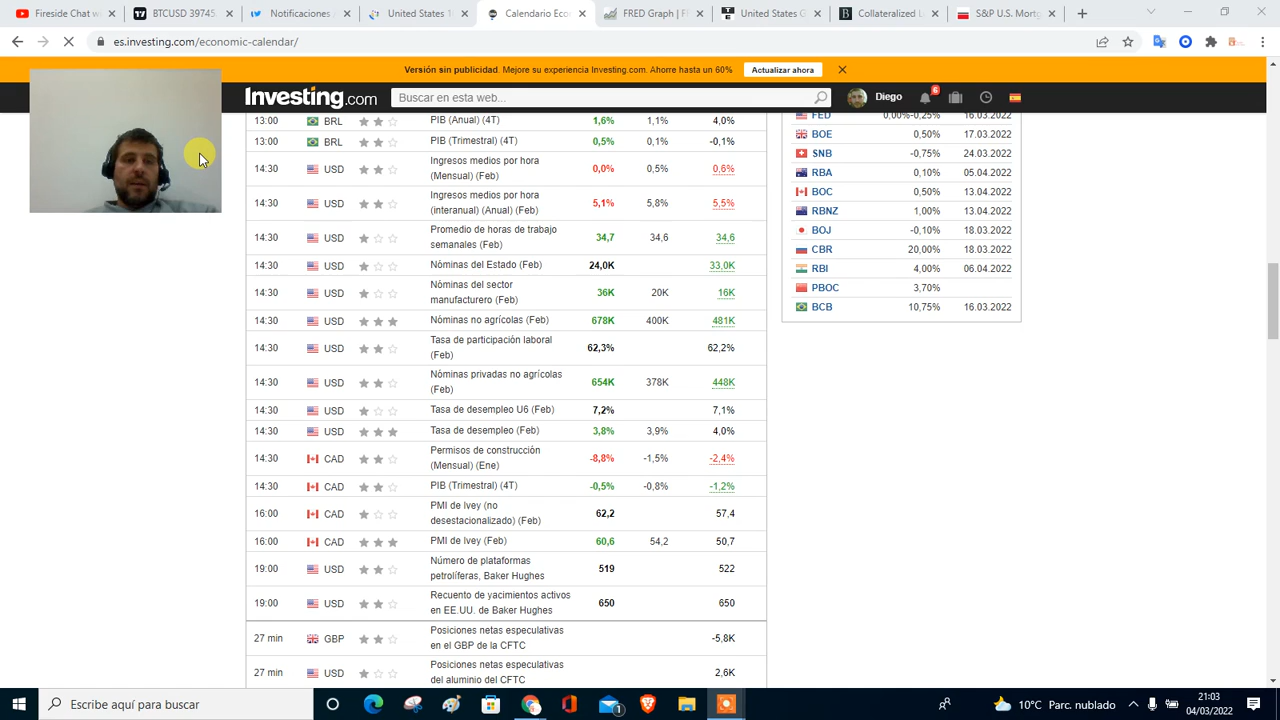 Fireside Chat w
BTCUSD 39745.
Notificaciones /
United States I
Calendario Eco
FRED Graph | F
United States G
Collateralized L
S&P U.S. Mortg
es.investing.com/economic-calendar/
Versión sin publicidad. Mejore su experiencia Investing.com. Ahorre hasta un 60% Actualizar ahora
Investing.com
Buscar en esta web...
Diego
6
13:00 BRL PIB (Anual) (4T) 1,6% 1,1% 4,0%
13:00 BRL PIB (Trimestral) (4T) 0,5% 0,1% -0,1%
14:30 USD Ingresos medios por hora 0,0% 0,5% 0,6%
(Mensual) (Feb)
14:30 USD Ingresos medios por hora 5,1% 5,8% 5,5%
(interanual) (Anual) (Feb)
14:30 USD Promedio de horas de trabajo 34,7 34,6 34,6
semanales (Feb)
14:30 USD Nóminas del Estado (Feb) 24,0K 33,0K
14:30 USD Nóminas del sector 36K 20K 16K
manufacturero (Feb)
14:30 USD Nóminas no agrícolas (Feb) 678K 400K 481K
14:30 USD Tasa de participación laboral 62,3% 62,2%
(Feb)
14:30 USD Nóminas privadas no agrícolas 654K 378K 448K
(Feb)
14:30 USD Tasa de desempleo U6 (Feb) 7,2% 7,1%
14:30 USD Tasa de desempleo (Feb) 3,8% 3,9% 4,0%
14:30 CAD Permisos de construcción -8,8% -1,5% -2,4%
(Mensual) (Ene)
14:30 CAD PIB (Trimestral) (4T) -0,5% -0,8% -1,2%
16:00 CAD PMI de Ivey (no 62,2 57,4
desestacionalizado) (Feb)
16:00 CAD PMI de Ivey (Feb) 60,6 54,2 50,7
19:00 USD Número de plataformas 519 522
petrolíferas, Baker Hughes
19:00 USD Recuento de yacimientos activos 650 650
en EE.UU. de Baker Hughes
27 min GBP Posiciones netas especulativas -5,8K
en el GBP de la CFTC
27 min USD Posiciones netas especulativas 2,6K
del aluminio del CFTC
FED 0,00%-0,25% 16.03.2022
BOE 0,50% 17.03.2022
SNB -0,75% 24.03.2022
RBA 0,10% 05.04.2022
BOC 0,50% 13.04.2022
RBNZ 1,00% 13.04.2022
BOJ -0,10% 18.03.2022
CBR 20,00% 18.03.2022
RBI 4,00% 06.04.2022
PBOC 3,70%
BCB 10,75% 16.03.2022
Escribe aquí para buscar
1
10°C Parc. nublado
21:03
04/03/2022